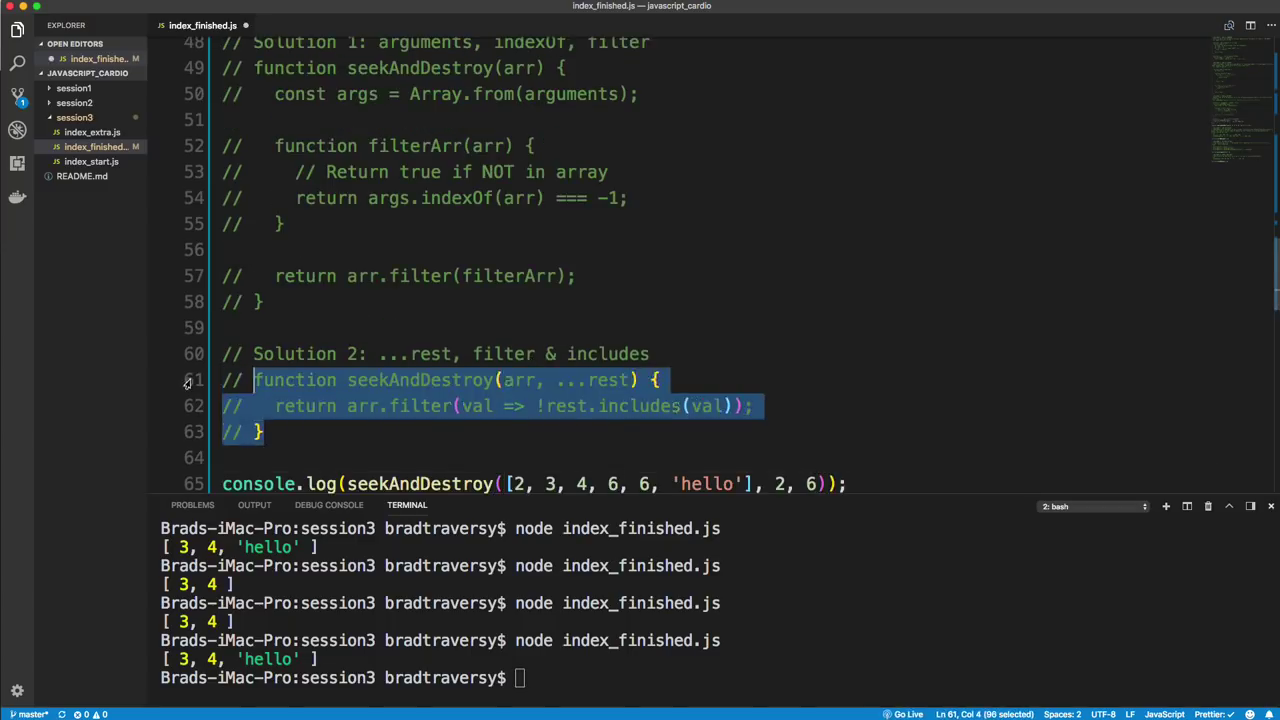 index_finished.js — javascript_cardio
EXPLORER
OPEN EDITORS
index_finishe.. M
JAVASCRIPT_CARDIO
session1
session2
session3
index_extra.js
index_finished... M
index_start.js
README.md
1
index_finished.js
48 // Solution 1: arguments, indexOf, filter
49 // function seekAndDestroy(arr) {
50 //   const args = Array.from(arguments);
51
52 //   function filterArr(arr) {
53 //     // Return true if NOT in array
54 //     return args.indexOf(arr) === -1;
55 //   }
56
57 //   return arr.filter(filterArr);
58 // }
59
60 // Solution 2: ...rest, filter & includes
61 // function seekAndDestroy(arr, ...rest) {
62 //   return arr.filter(val => !rest.includes(val));
63 // }
64
65 console.log(seekAndDestroy([2, 3, 4, 6, 6, 'hello'], 2, 6));
PROBLEMS OUTPUT DEBUG CONSOLE TERMINAL 2: bash
Brads-iMac-Pro:session3 bradtraversy$ node index_finished.js
[ 3, 4, 'hello' ]
Brads-iMac-Pro:session3 bradtraversy$ node index_finished.js
[ 3, 4 ]
Brads-iMac-Pro:session3 bradtraversy$ node index_finished.js
[ 3, 4 ]
Brads-iMac-Pro:session3 bradtraversy$ node index_finished.js
[ 3, 4, 'hello' ]
Brads-iMac-Pro:session3 bradtraversy$
master* 0 0 Go Live Ln 61, Col 4 (96 selected) Spaces: 2 UTF-8 LF JavaScript Prettier: ✓